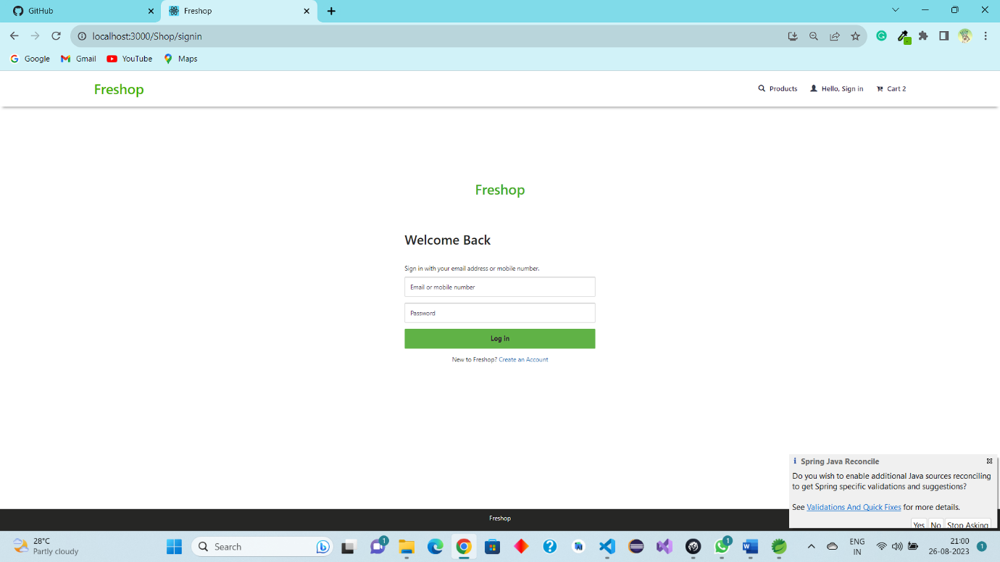 GitHub
Freshop
localhost:3000/Shop/signin
Google
Gmail
YouTube
Maps
Freshop
Products
Hello, Sign in
Cart 2
Freshop
Welcome Back
Sign in with your email address or mobile number.
Email or mobile number
Password
Log in
New to Freshop? Create an Account
Spring Java Reconcile
Do you wish to enable additional Java sources reconciling
to get Spring specific validations and suggestions?
See Validations And Quick Fixes for more details.
Yes No Stop Asking
Freshop
28°C
Partly cloudy
Search
1
1
ENG
IN
21:00
26-08-2023
1